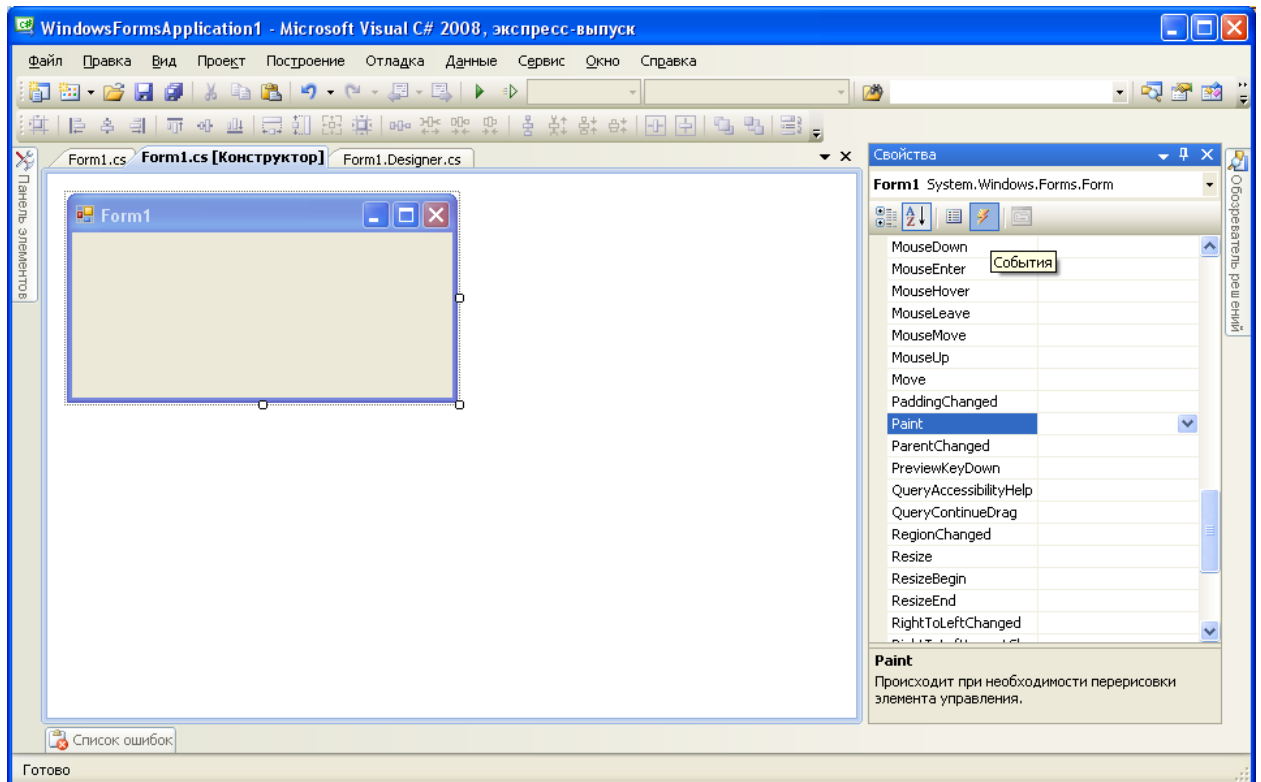 WindowsFormsApplication1 - Microsoft Visual C# 2008, экспресс-выпуск
Файл Правка Вид Проект Построение Отладка Данные Сервис Окно Справка
Form1.cs Form1.cs [Конструктор] Form1.Designer.cs
Панель элементов
Form1
Свойства
Form1 System.Windows.Forms.Form
События
MouseDown
MouseEnter
MouseHover
MouseLeave
MouseMove
MouseUp
Move
PaddingChanged
Paint
ParentChanged
PreviewKeyDown
QueryAccessibilityHelp
QueryContinueDrag
RegionChanged
Resize
ResizeBegin
ResizeEnd
RightToLeftChanged
Paint
Происходит при необходимости перерисовки
элемента управления.
Обозреватель решений
Список ошибок
Готово